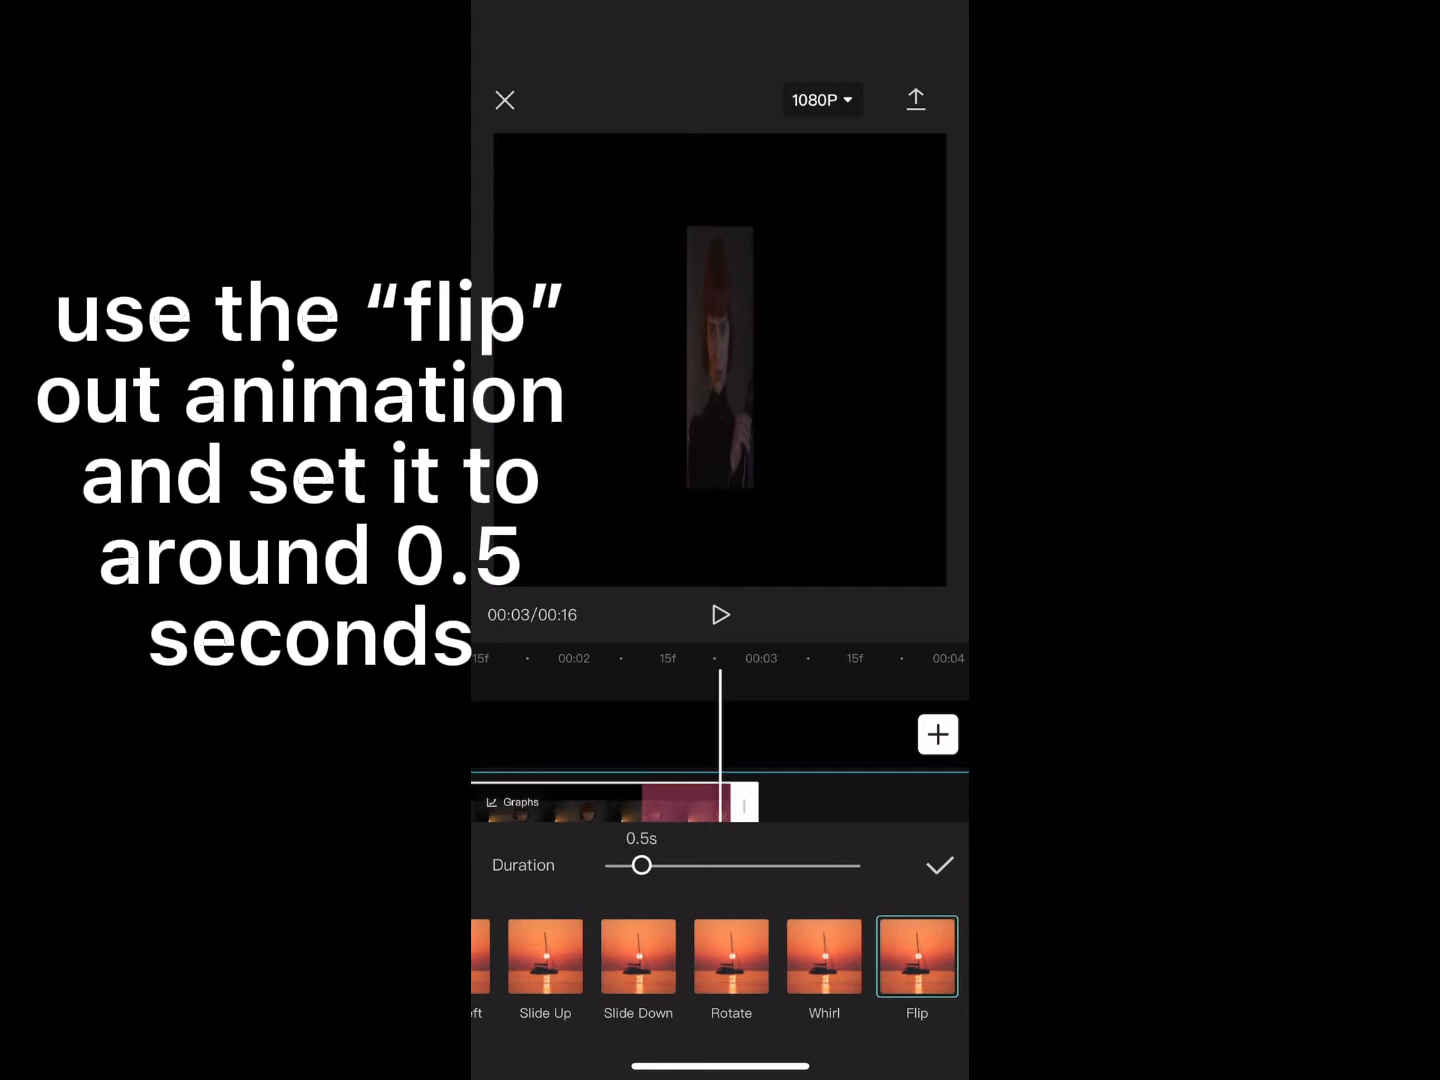 1080P
use the “flip”
out animation
and set it to
around 0.5
seconds
00:03/00:16
15f 00:02 15f 00:03 15f 00:04
Graphs
0.5s
Duration
ft Slide Up Slide Down Rotate Whirl Flip